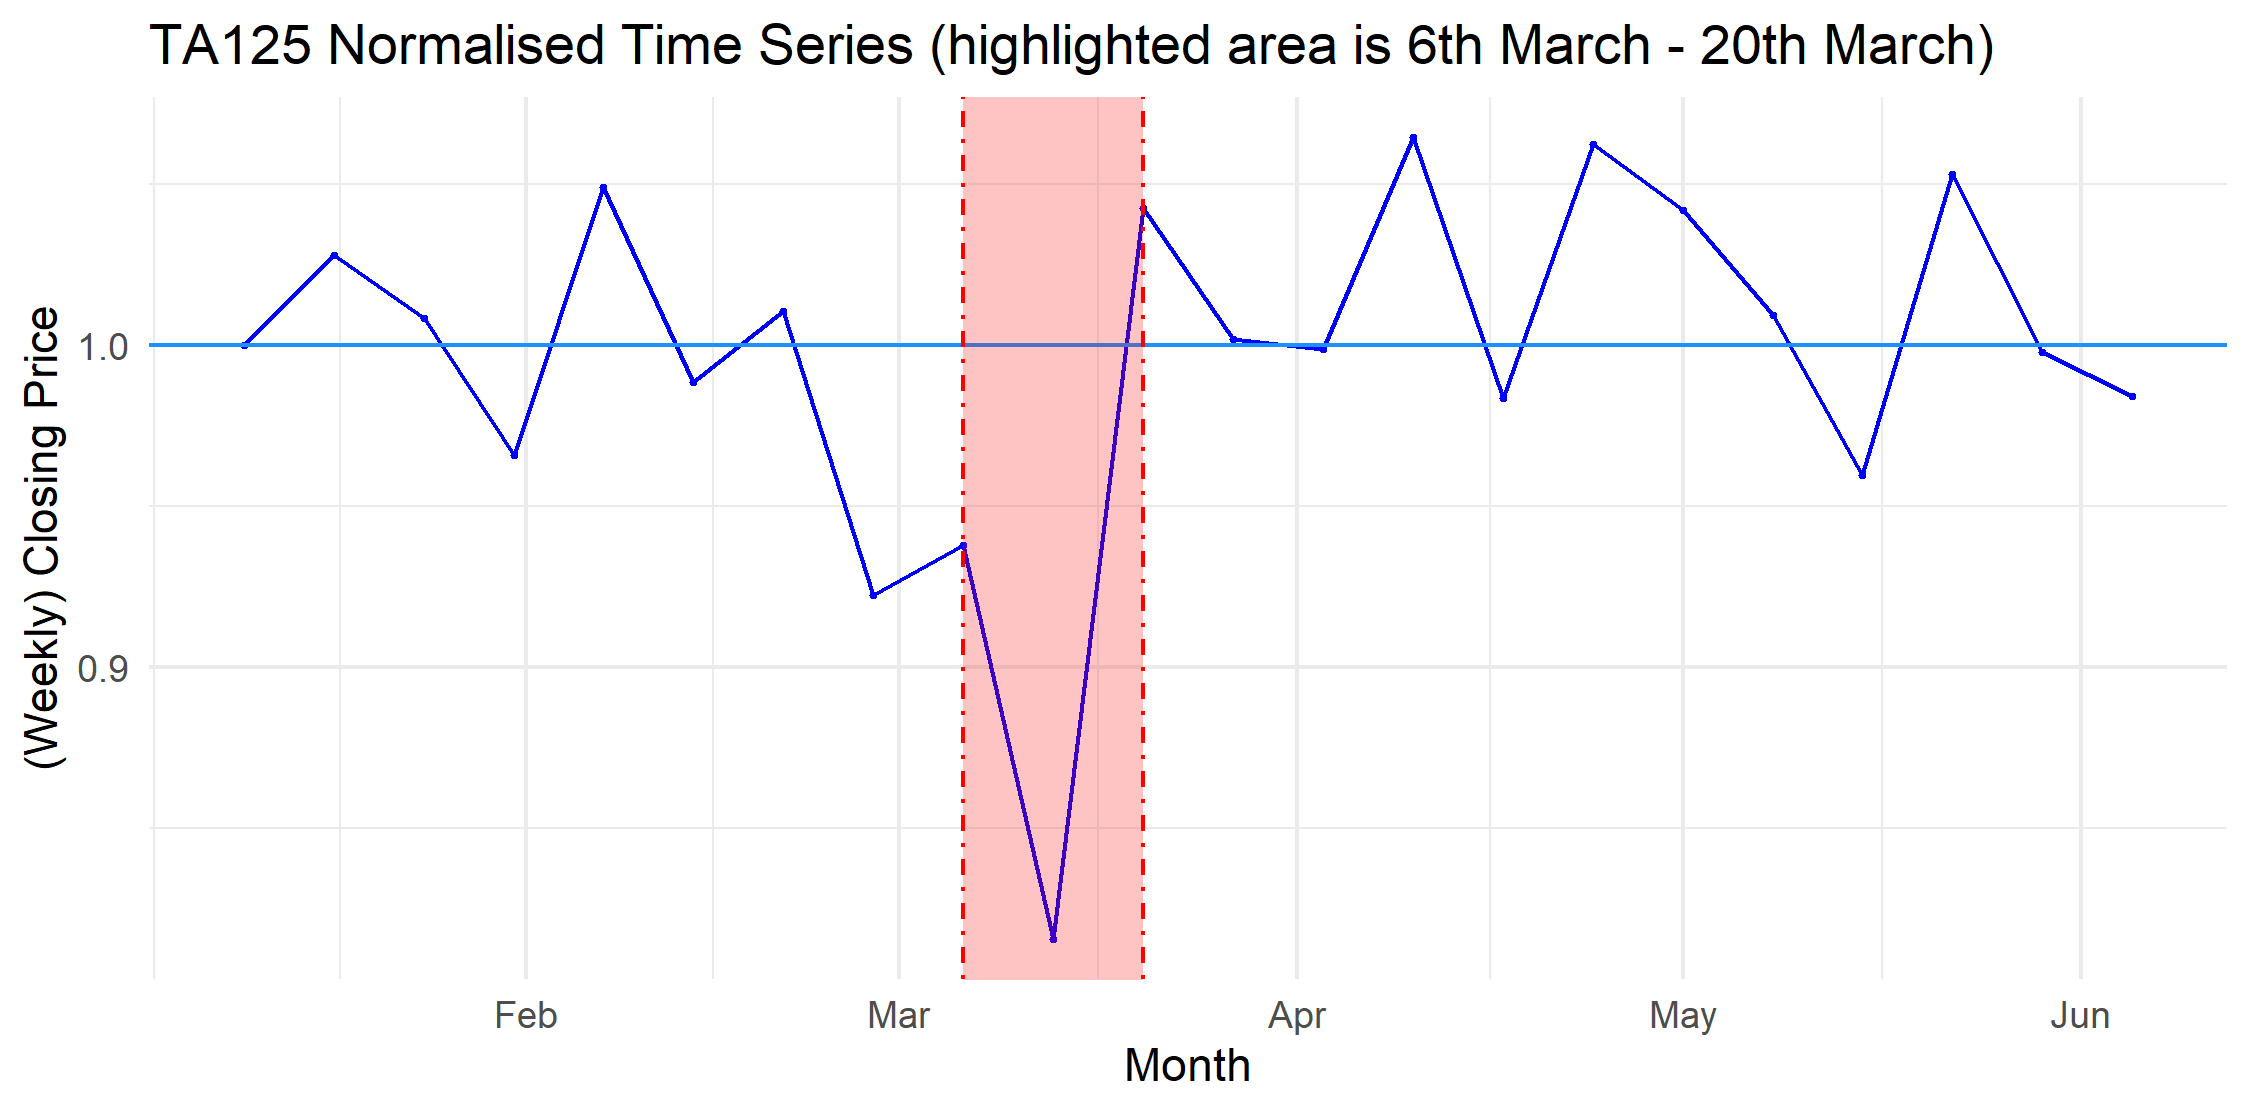 TA125 Normalised Time Series (highlighted area is 6th March - 20th March)
(Weekly) Closing Price
1.0
0.9
Feb Mar Apr May Jun
Month